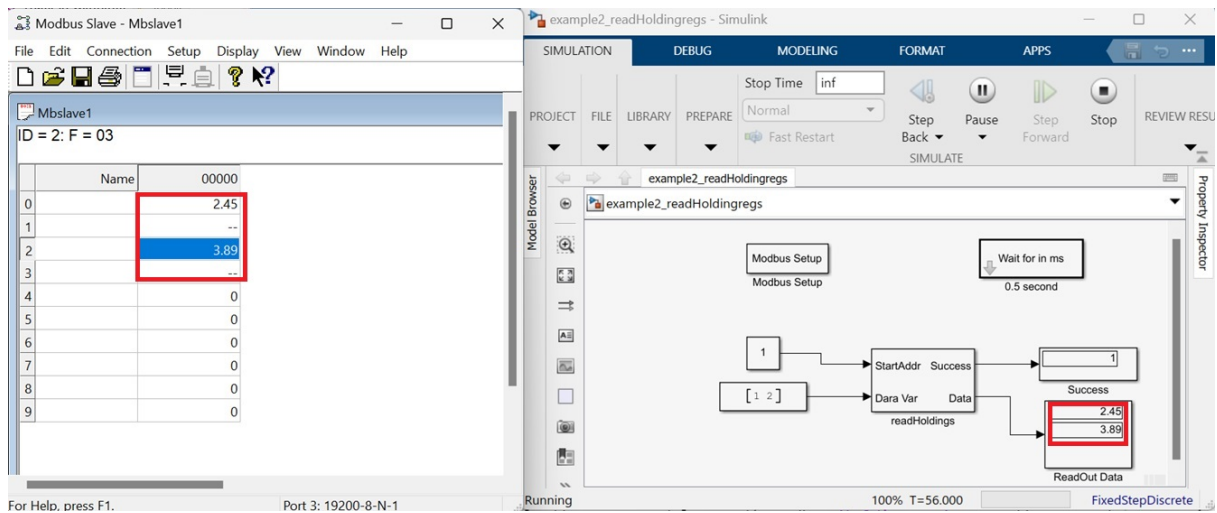 Modbus Slave - Mbslave1
File Edit Connection Setup Display View Window Help
Mbslave1
ID = 2: F = 03
Name 00000
0 2.45
1 --
2 3.89
3 --
4 0
5 0
6 0
7 0
8 0
9 0
For Help, press F1. Port 3: 19200-8-N-1
example2_readHoldingregs - Simulink
SIMULATION DEBUG MODELING FORMAT APPS
PROJECT FILE LIBRARY PREPARE
Stop Time inf
Normal
Fast Restart
Step Back
Pause
Step Forward
Stop
SIMULATE
REVIEW RESU
Model Browser
example2_readHoldingregs
example2_readHoldingregs
Property Inspector
Modbus Setup
Modbus Setup
Wait for in ms
0.5 second
1
[1 2]
StartAddr Success
Dara Var Data
readHoldings
1
Success
2.45
3.89
ReadOut Data
Running 100% T=56.000 FixedStepDiscrete